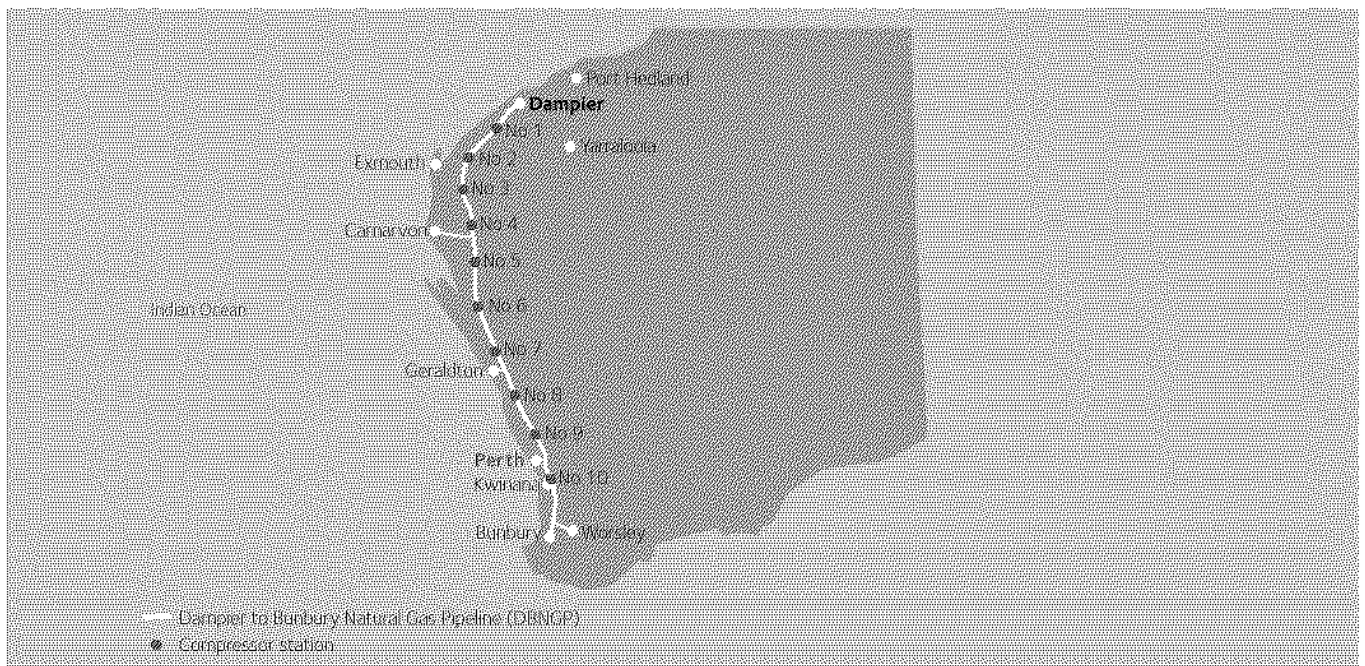 Port Hedland
Dampier
No 1
Yarraloola
Exmouth
No 2
No 3
No 4
Carnarvon
No 5
No 6
Indian Ocean
No 7
Geraldton
No 8
No 9
Perth
No 10
Kwinana
Bunbury
Worsley
Dampier to Bunbury Natural Gas Pipeline (DBNGP)
Compressor station